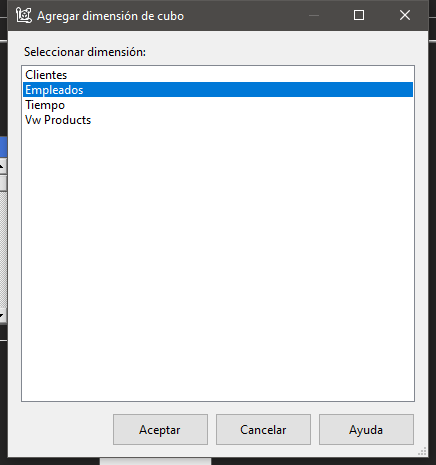 Agregar dimensión de cubo
Seleccionar dimensión:
Clientes
Empleados
Tiempo
Vw Products
Aceptar
Cancelar
Ayuda